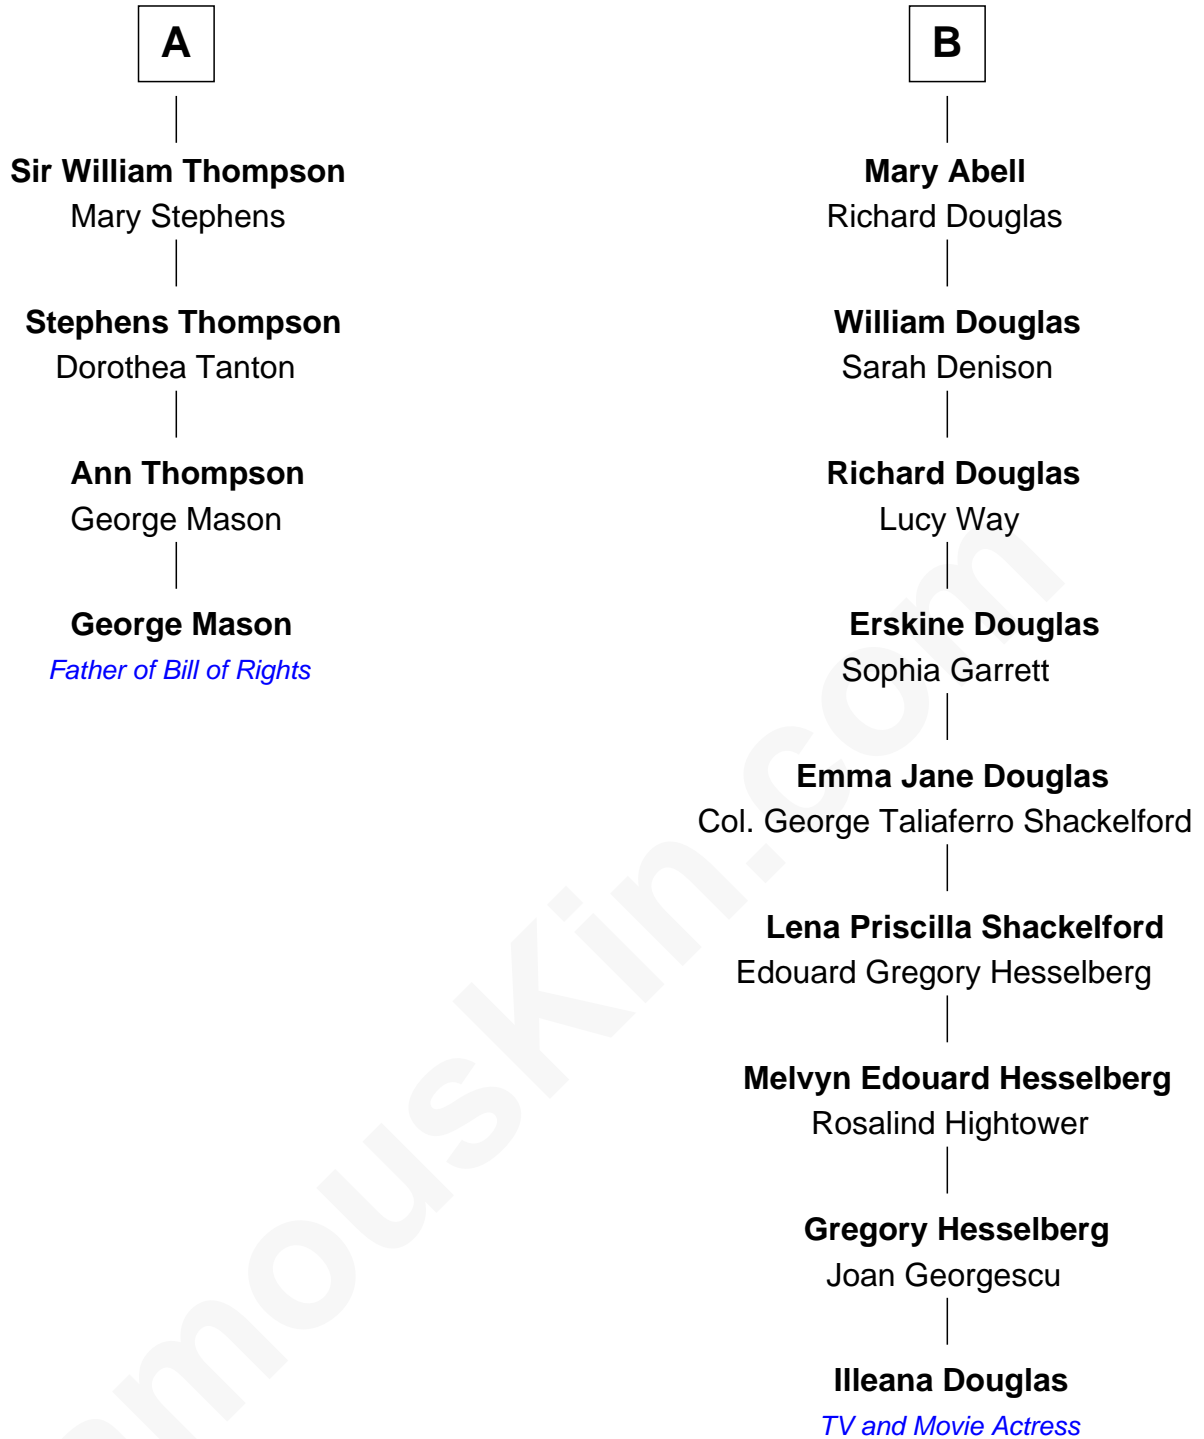 A
Sir William Thompson
Mary Stephens
Stephens Thompson
Dorothea Tanton
Ann Thompson
George Mason
George Mason
Father of Bill of Rights
B
Mary Abell
Richard Douglas
William Douglas
Sarah Denison
Richard Douglas
Lucy Way
Erskine Douglas
Sophia Garrett
Emma Jane Douglas
Col. George Taliaferro Shackelford
Lena Priscilla Shackelford
Edouard Gregory Hesselberg
Melvyn Edouard Hesselberg
Rosalind Hightower
Gregory Hesselberg
Joan Georgescu
Illeana Douglas
TV and Movie Actress
amousKin.com